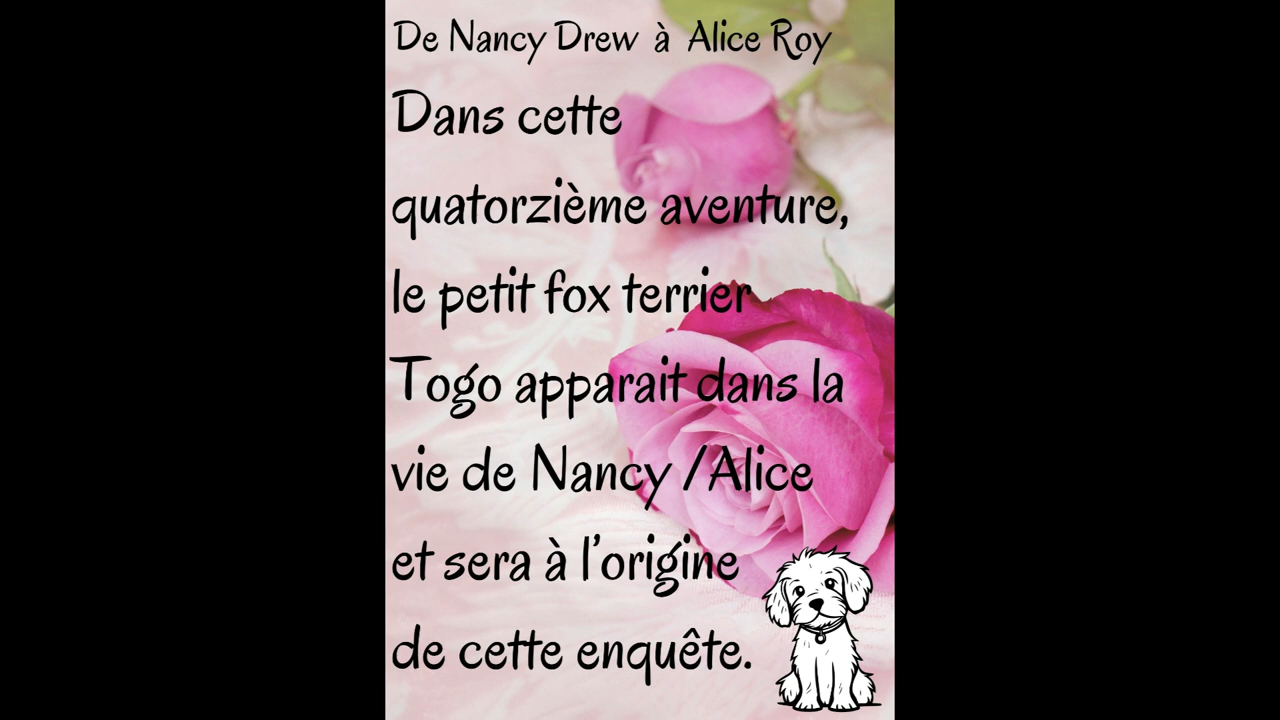 De Nancy Drew à Alice Roy
Dans cette
quatorzième aventure,
le petit fox terrier
Togo apparait dans la
vie de Nancy /Alice
et sera à l'origine
de cette enquête.